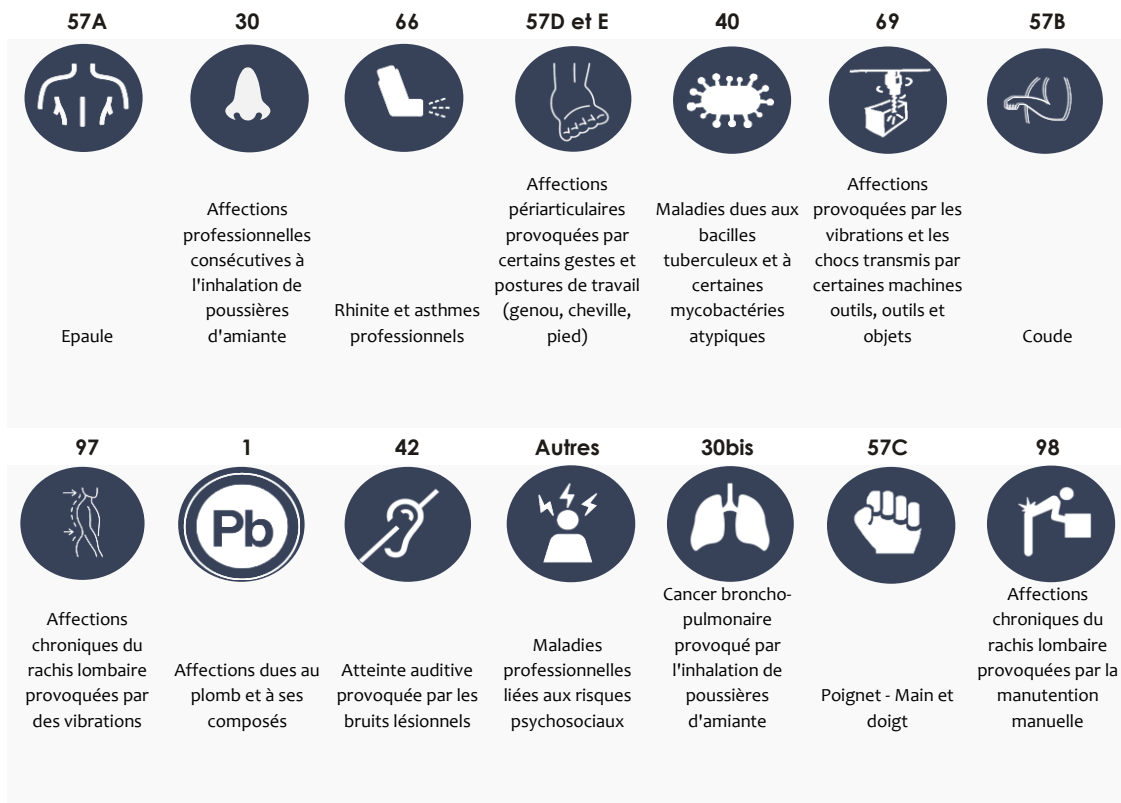 57A
30
66
57D et E
40
69
57B
Epaule
Affections
professionnelles
consécutives à
l'inhalation de
poussières
d'amiante
Rhinite et asthmes
professionnels
Affections
périarticulaires
provoquées par
certains gestes et
postures de travail
(genou, cheville,
pied)
Maladies dues aux
bacilles
tuberculeux et à
certaines
mycobactéries
atypiques
Affections
provoquées par les
vibrations et les
chocs transmis par
certaines machines
outils, outils et
objets
Coude
97
1
42
Autres
30bis
57C
98
Pb
Affections
chroniques du
rachis lombaire
provoquées par
des vibrations
Affections dues au
plomb et à ses
composés
Atteinte auditive
provoquée par les
bruits lésionnels
Maladies
professionnelles
liées aux risques
psychosociaux
Cancer broncho-
pulmonaire
provoqué par
l'inhalation de
poussières
d'amiante
Poignet - Main et
doigt
Affections
chroniques du
rachis lombaire
provoquées par la
manutention
manuelle